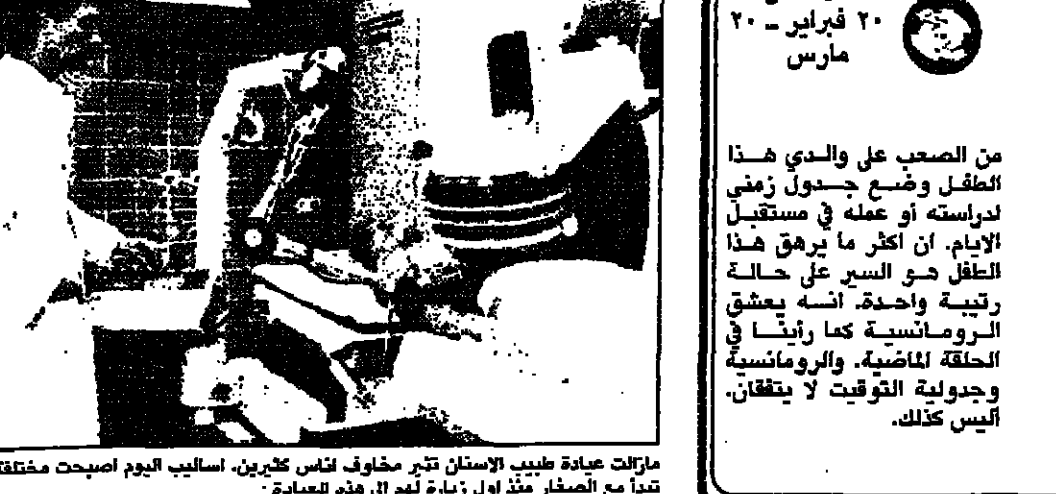 ٢٠ فبراير ـ ٢٠
مارس
من الصعب على والدي هذا
الطفل وضع جدول زمني
لدراسته أو عمله في مستقبل
الايام. ان اكثر ما يرهق هذا
الطفل هو السير على حالة
رتيبة واحدة. انه يعشق
الرومانسية كما رأينا في
الحلقة الماضية. والرومانسية
وجدولية التوقيت لا يتفقان.
أليس كذلك.
مازالت عيادة طبيب الاسنان تثير مخاوف اناس كثيرين. اساليب اليوم اصبحت مختلفة
تبدأ مع الصغار منذ اول زيارة لهم الى هذه العيادة.